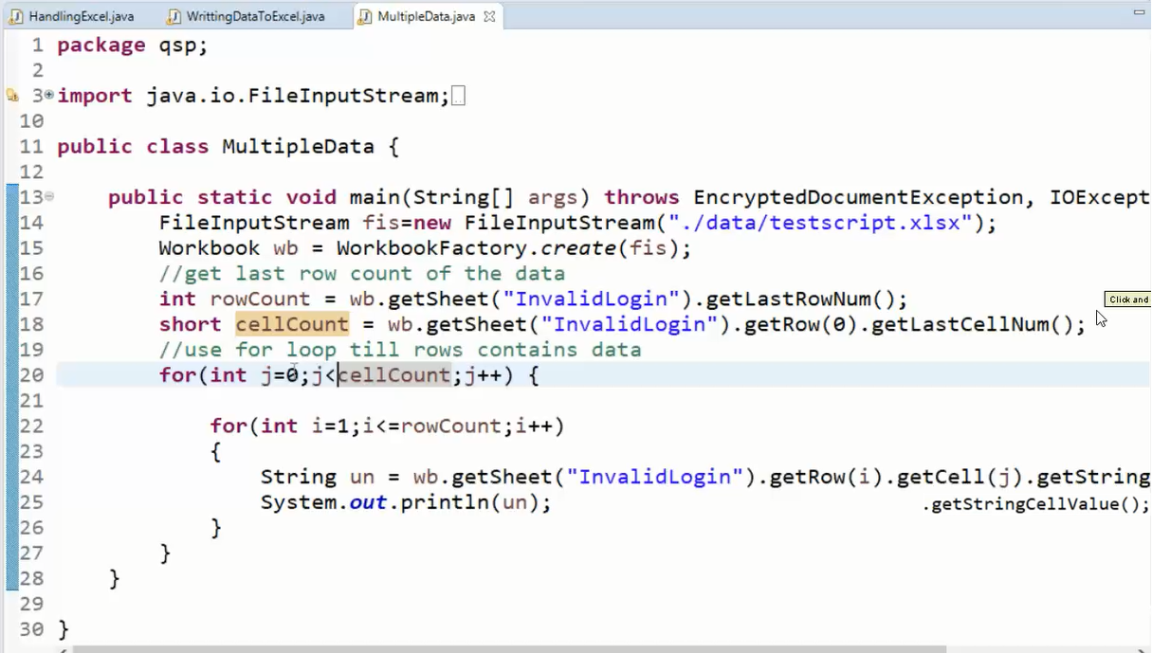 HandlingExcel.java WrittingDataToExcel.java MultipleData.java
1 package qsp;
2
3 import java.io.FileInputStream;
10
11 public class MultipleData {
12
13 public static void main(String[] args) throws EncryptedDocumentException, IOExcept
14 FileInputStream fis=new FileInputStream("./data/testscript.xlsx");
15 Workbook wb = WorkbookFactory.create(fis);
16 //get last row count of the data
17 int rowCount = wb.getSheet("InvalidLogin").getLastRowNum();
Click and
18 short cellCount = wb.getSheet("InvalidLogin").getRow(0).getLastCellNum();
19 //use for loop till rows contains data
20 for(int j=0;j<cellCount;j++) {
21
22 for(int i=1;i<=rowCount;i++)
23 {
24 String un = wb.getSheet("InvalidLogin").getRow(i).getCell(j).getString
25 System.out.println(un); .getStringCellValue();
26 }
27 }
28 }
29
30 }